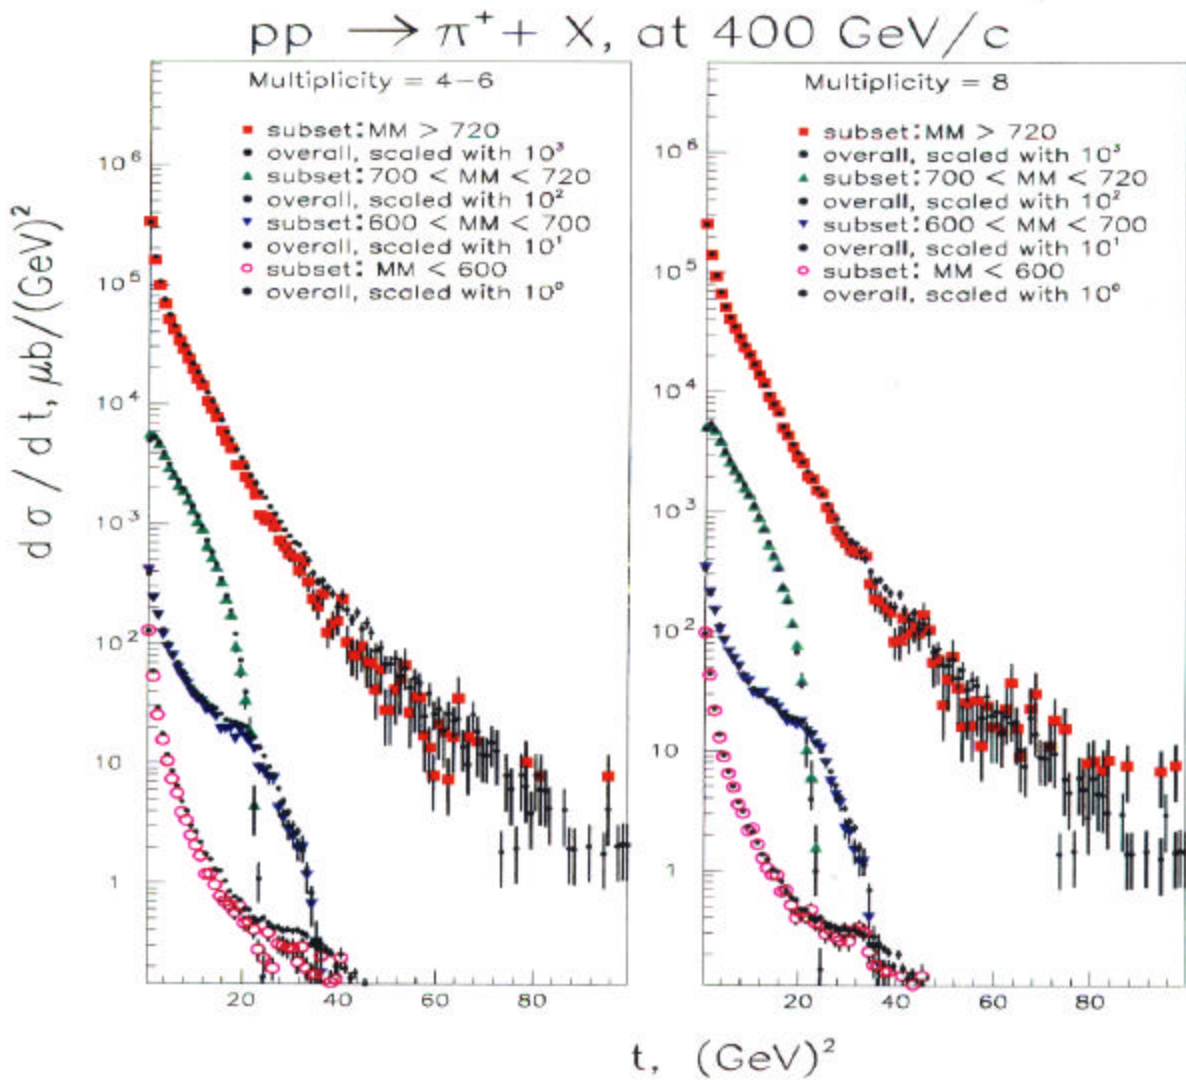 pp → π⁺ + X, at 400 GeV/c
Multiplicity = 4-6
subset:MM > 720
overall, scaled with 10³
subset:700 < MM < 720
overall, scaled with 10²
subset:600 < MM < 700
overall, scaled with 10¹
subset: MM < 600
overall, scaled with 10⁰
Multiplicity = 8
subset:MM > 720
overall, scaled with 10³
subset:700 < MM < 720
overall, scaled with 10²
subset:600 < MM < 700
overall, scaled with 10¹
subset: MM < 600
overall, scaled with 10⁰
dσ / dt, μb/(GeV)²
10⁶
10⁵
10⁴
10³
10²
10
1
20
40
60
80
10⁶
10⁵
10⁴
10³
10²
10
1
20
40
60
80
t, (GeV)²